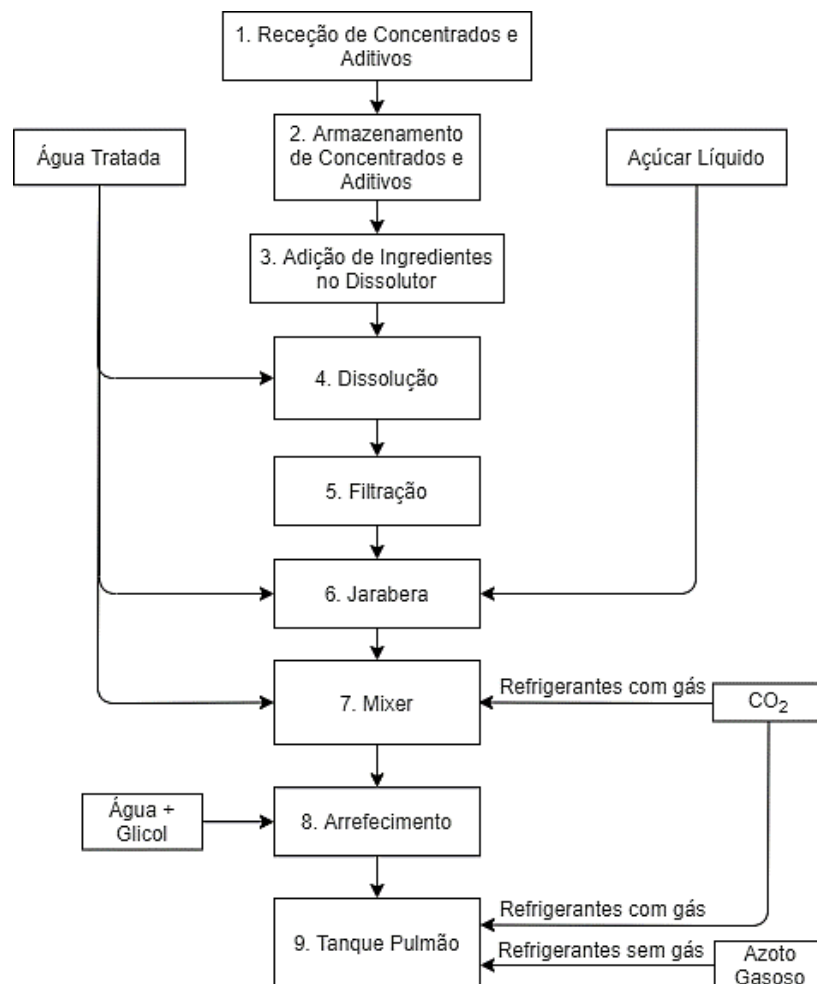 1. Receção de Concentrados e
Aditivos
2. Armazenamento
de Concentrados e
Aditivos
Água Tratada
Açúcar Líquido
3. Adição de Ingredientes
no Dissolutor
4. Dissolução
5. Filtração
6. Jarabera
Refrigerantes com gás
7. Mixer
CO2
Água +
Glicol
8. Arrefecimento
Refrigerantes com gás
9. Tanque Pulmão
Refrigerantes sem gás
Azoto
Gasoso